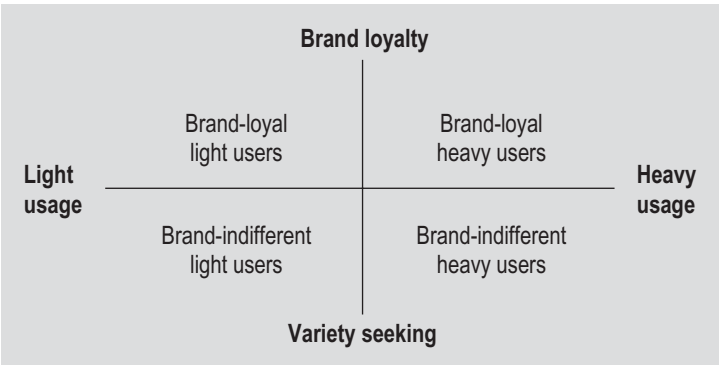 Brand loyalty
Brand-loyal
light users
Brand-loyal
heavy users
Light
usage
Heavy
usage
Brand-indifferent
light users
Brand-indifferent
heavy users
Variety seeking